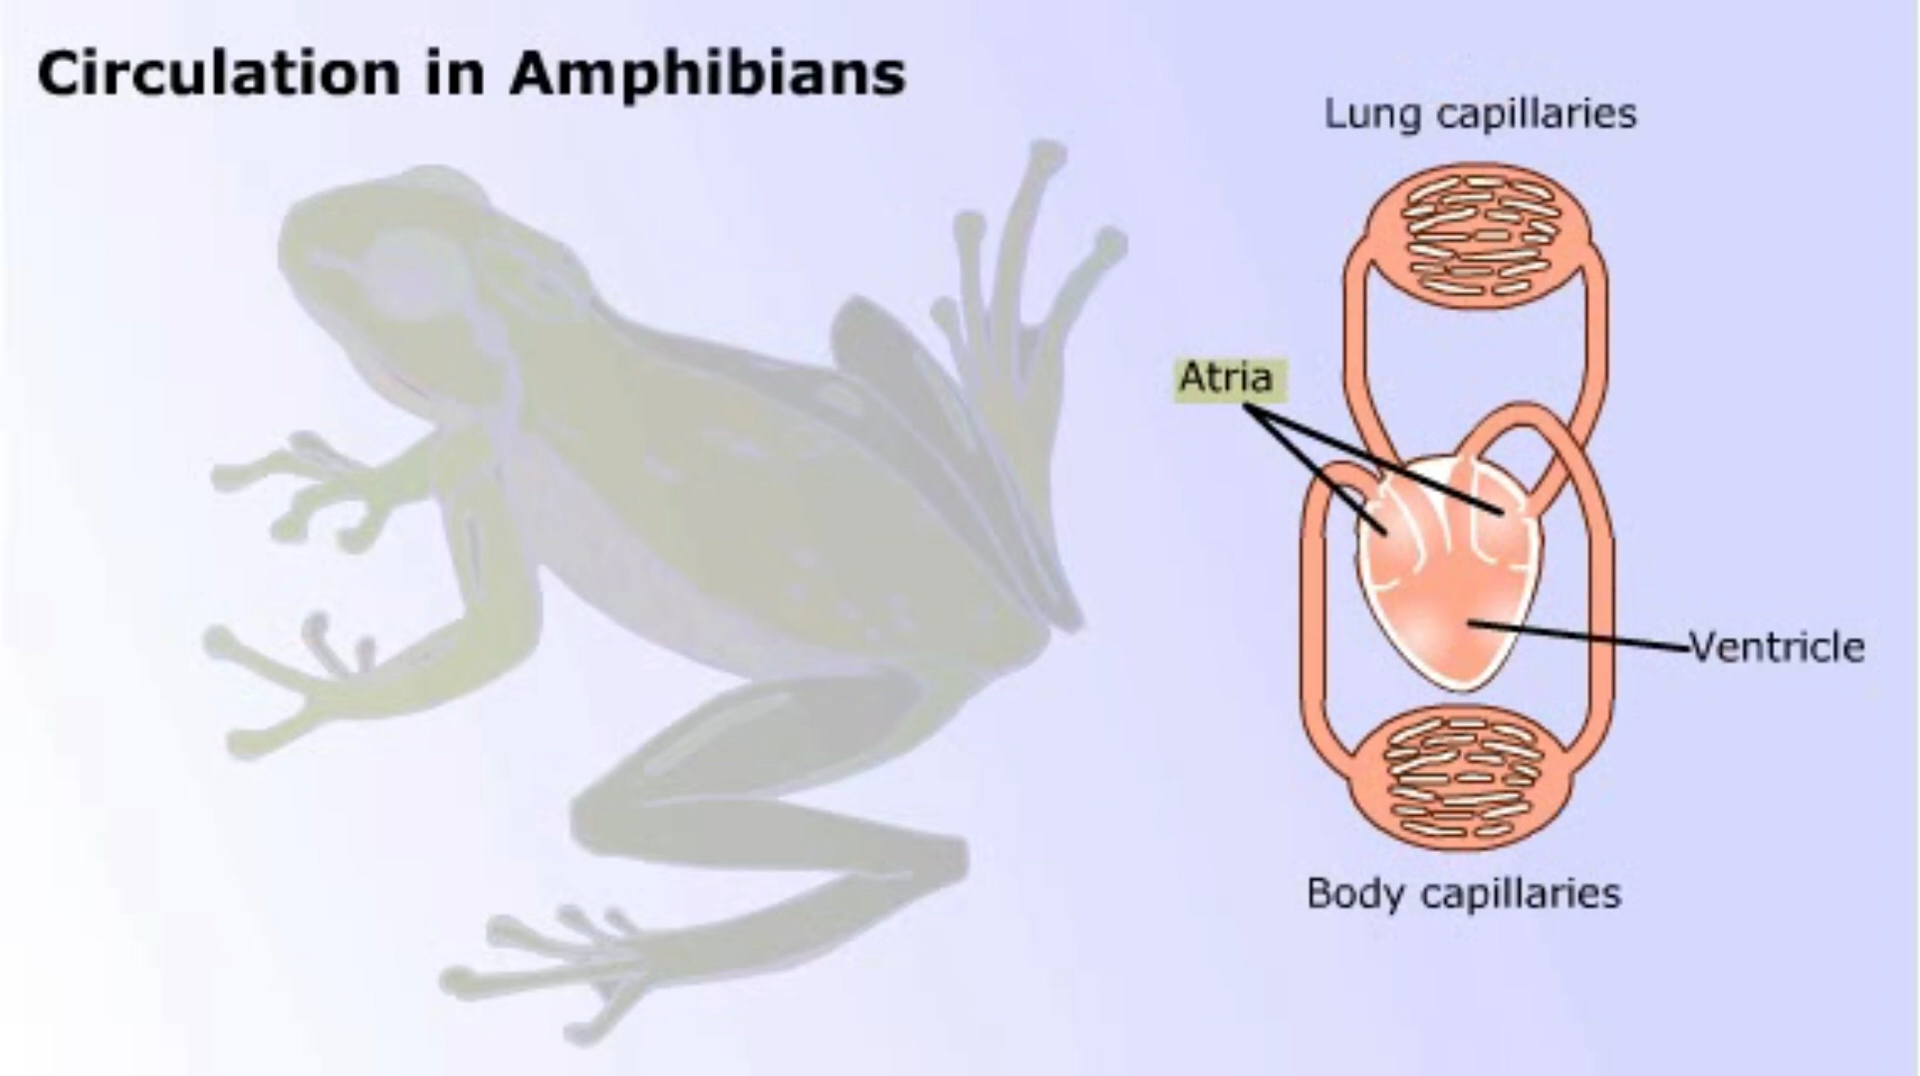 Circulation in Amphibians
Lung capillaries
Atria
Ventricle
Body capillaries